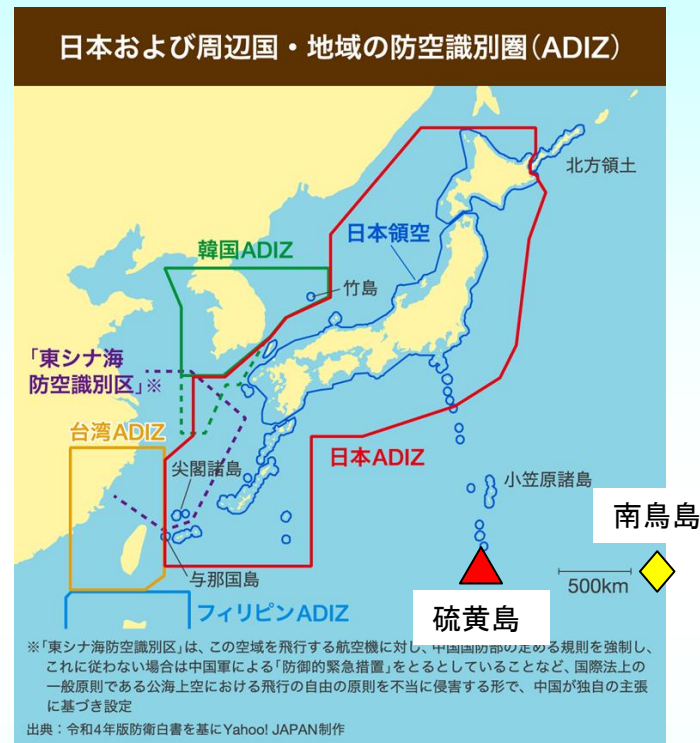 日本および周辺国・地域の防空識別圏（ADIZ）
北方領土
日本領空
韓国ADIZ
竹島
「東シナ海
防空識別区」※
台湾ADIZ
尖閣諸島
日本ADIZ
小笠原諸島
南鳥島
与那国島
500km
フィリピンADIZ
硫黄島
※「東シナ海防空識別区」は、この空域を飛行する航空機に対し、中国国防部の定める規則を強制し、
これに従わない場合は中国軍による「防御的緊急措置」をとるとしていることなど、国際法上の
一般原則である公海上空における飛行の自由の原則を不当に侵害する形で、中国が独自の主張
に基づき設定
出典：令和4年版防衛白書を基にYahoo! JAPAN制作